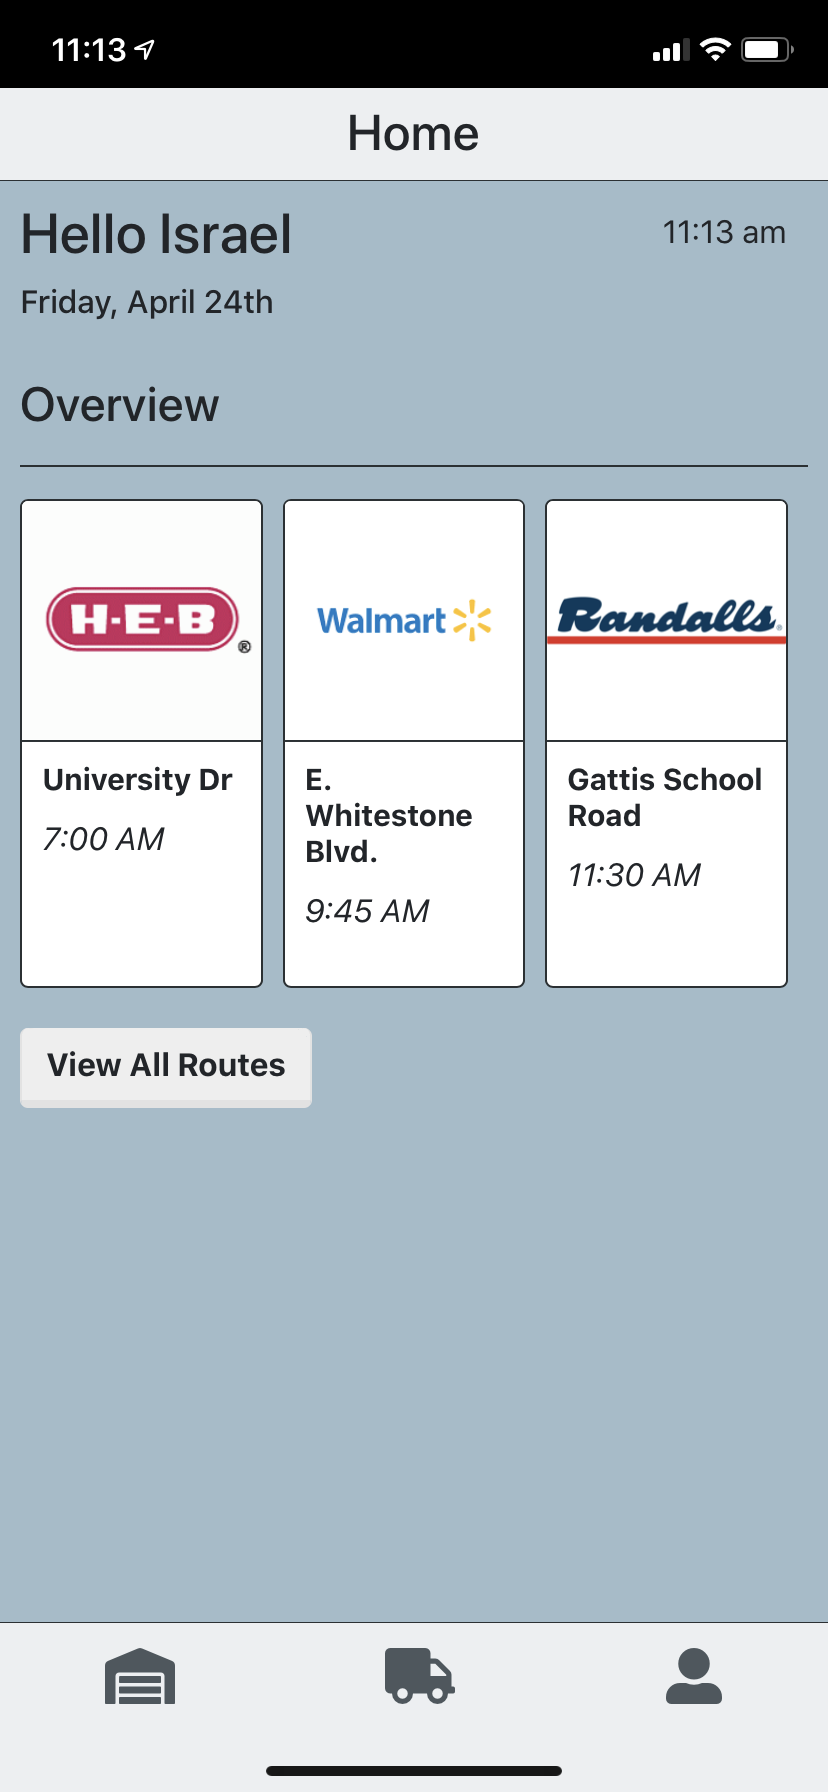 11:13
Home
Hello Israel
11:13 am
Friday, April 24th
Overview
H-E-B ®
Walmart
Randalls
University Dr
7:00 AM
E.
Whitestone
Blvd.
9:45 AM
Gattis School
Road
11:30 AM
View All Routes